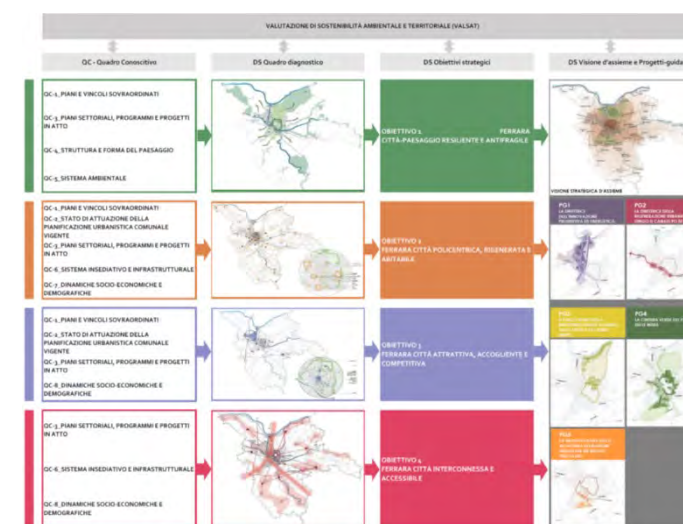 VALUTAZIONE DI SOSTENIBILITÀ AMBIENTALE E TERRITORIALE (VALSAT)
QC - Quadro Conoscitivo
DS Quadro diagnostico
DS Obiettivi strategici
DS Visione d'assieme e Progetti-guida
QC-1_PIANI E VINCOLI SOVRAORDINATI
QC-3_PIANI SETTORIALI, PROGRAMMI E PROGETTI
IN ATTO
QC-4_STRUTTURA E FORMA DEL PAESAGGIO
QC-5_SISTEMA AMBIENTALE
OBIETTIVO 1 FERRARA
CITTÀ-PAESAGGIO RESILIENTE E ANTIFRAGILE
VISIONE STRATEGICA D'ASSIEME
QC-1_PIANI E VINCOLI SOVRAORDINATI
QC-2_STATO DI ATTUAZIONE DELLA
PIANIFICAZIONE URBANISTICA COMUNALE
VIGENTE
QC-3_PIANI SETTORIALI, PROGRAMMI E PROGETTI
IN ATTO
QC-6_SISTEMA INSEDIATIVO E INFRASTRUTTURALE
QC-7_DINAMICHE SOCIO-ECONOMICHE E
DEMOGRAFICHE
OBIETTIVO 2
FERRARA CITTÀ POLICENTRICA, RIGENERATA E
ABITABILE
PG1
PG2
QC-1_PIANI E VINCOLI SOVRAORDINATI
QC-2_STATO DI ATTUAZIONE DELLA
PIANIFICAZIONE URBANISTICA COMUNALE
VIGENTE
QC-3_PIANI SETTORIALI, PROGRAMMI E PROGETTI
IN ATTO
QC-8_DINAMICHE SOCIO-ECONOMICHE E
DEMOGRAFICHE
OBIETTIVO 3
FERRARA CITTÀ ATTRATTIVA, ACCOGLIENTE E
COMPETITIVA
PG3
PG4
QC-3_PIANI SETTORIALI, PROGRAMMI E PROGETTI
IN ATTO
QC-6_SISTEMA INSEDIATIVO E INFRASTRUTTURALE
QC-8_DINAMICHE SOCIO-ECONOMICHE E
DEMOGRAFICHE
OBIETTIVO 4
FERRARA CITTÀ INTERCONNESSA E
ACCESSIBILE
PG5